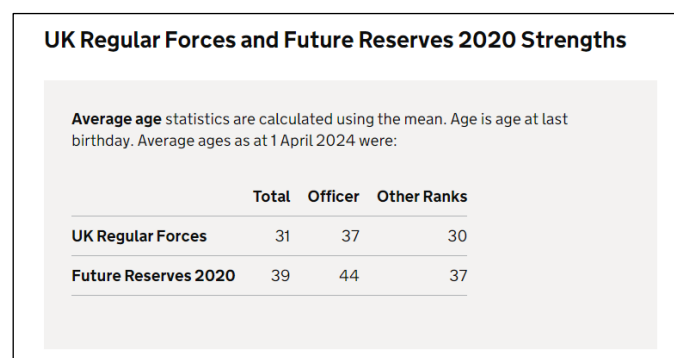 UK Regular Forces and Future Reserves 2020 Strengths
Average age statistics are calculated using the mean. Age is age at last
birthday. Average ages as at 1 April 2024 were:
Total Officer Other Ranks
UK Regular Forces 31 37 30
Future Reserves 2020 39 44 37